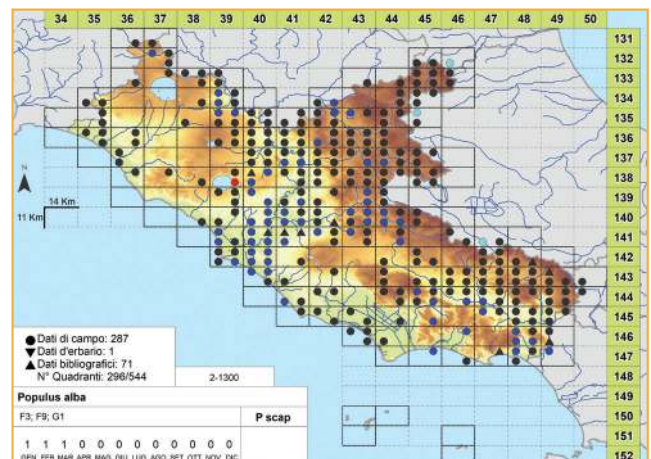 34 35 36 37 38 39 40 41 42 43 44 45 46 47 48 49 50
131
132
133
134
135
136
137
138
139
140
141
142
143
144
145
146
147
148
149
150
151
152
N
14 Km
11 Km
Dati di campo: 287
Dati d'erbario: 1
Dati bibliografici: 71
N° Quadranti: 296/544
2-1300
Populus alba
F3; F9; G1
P scap
1 1 1 0 0 0 0 0 0 0 0 0
GEN FEB MAR APR MAG GIU LUG AGO SET OTT NOV DIC